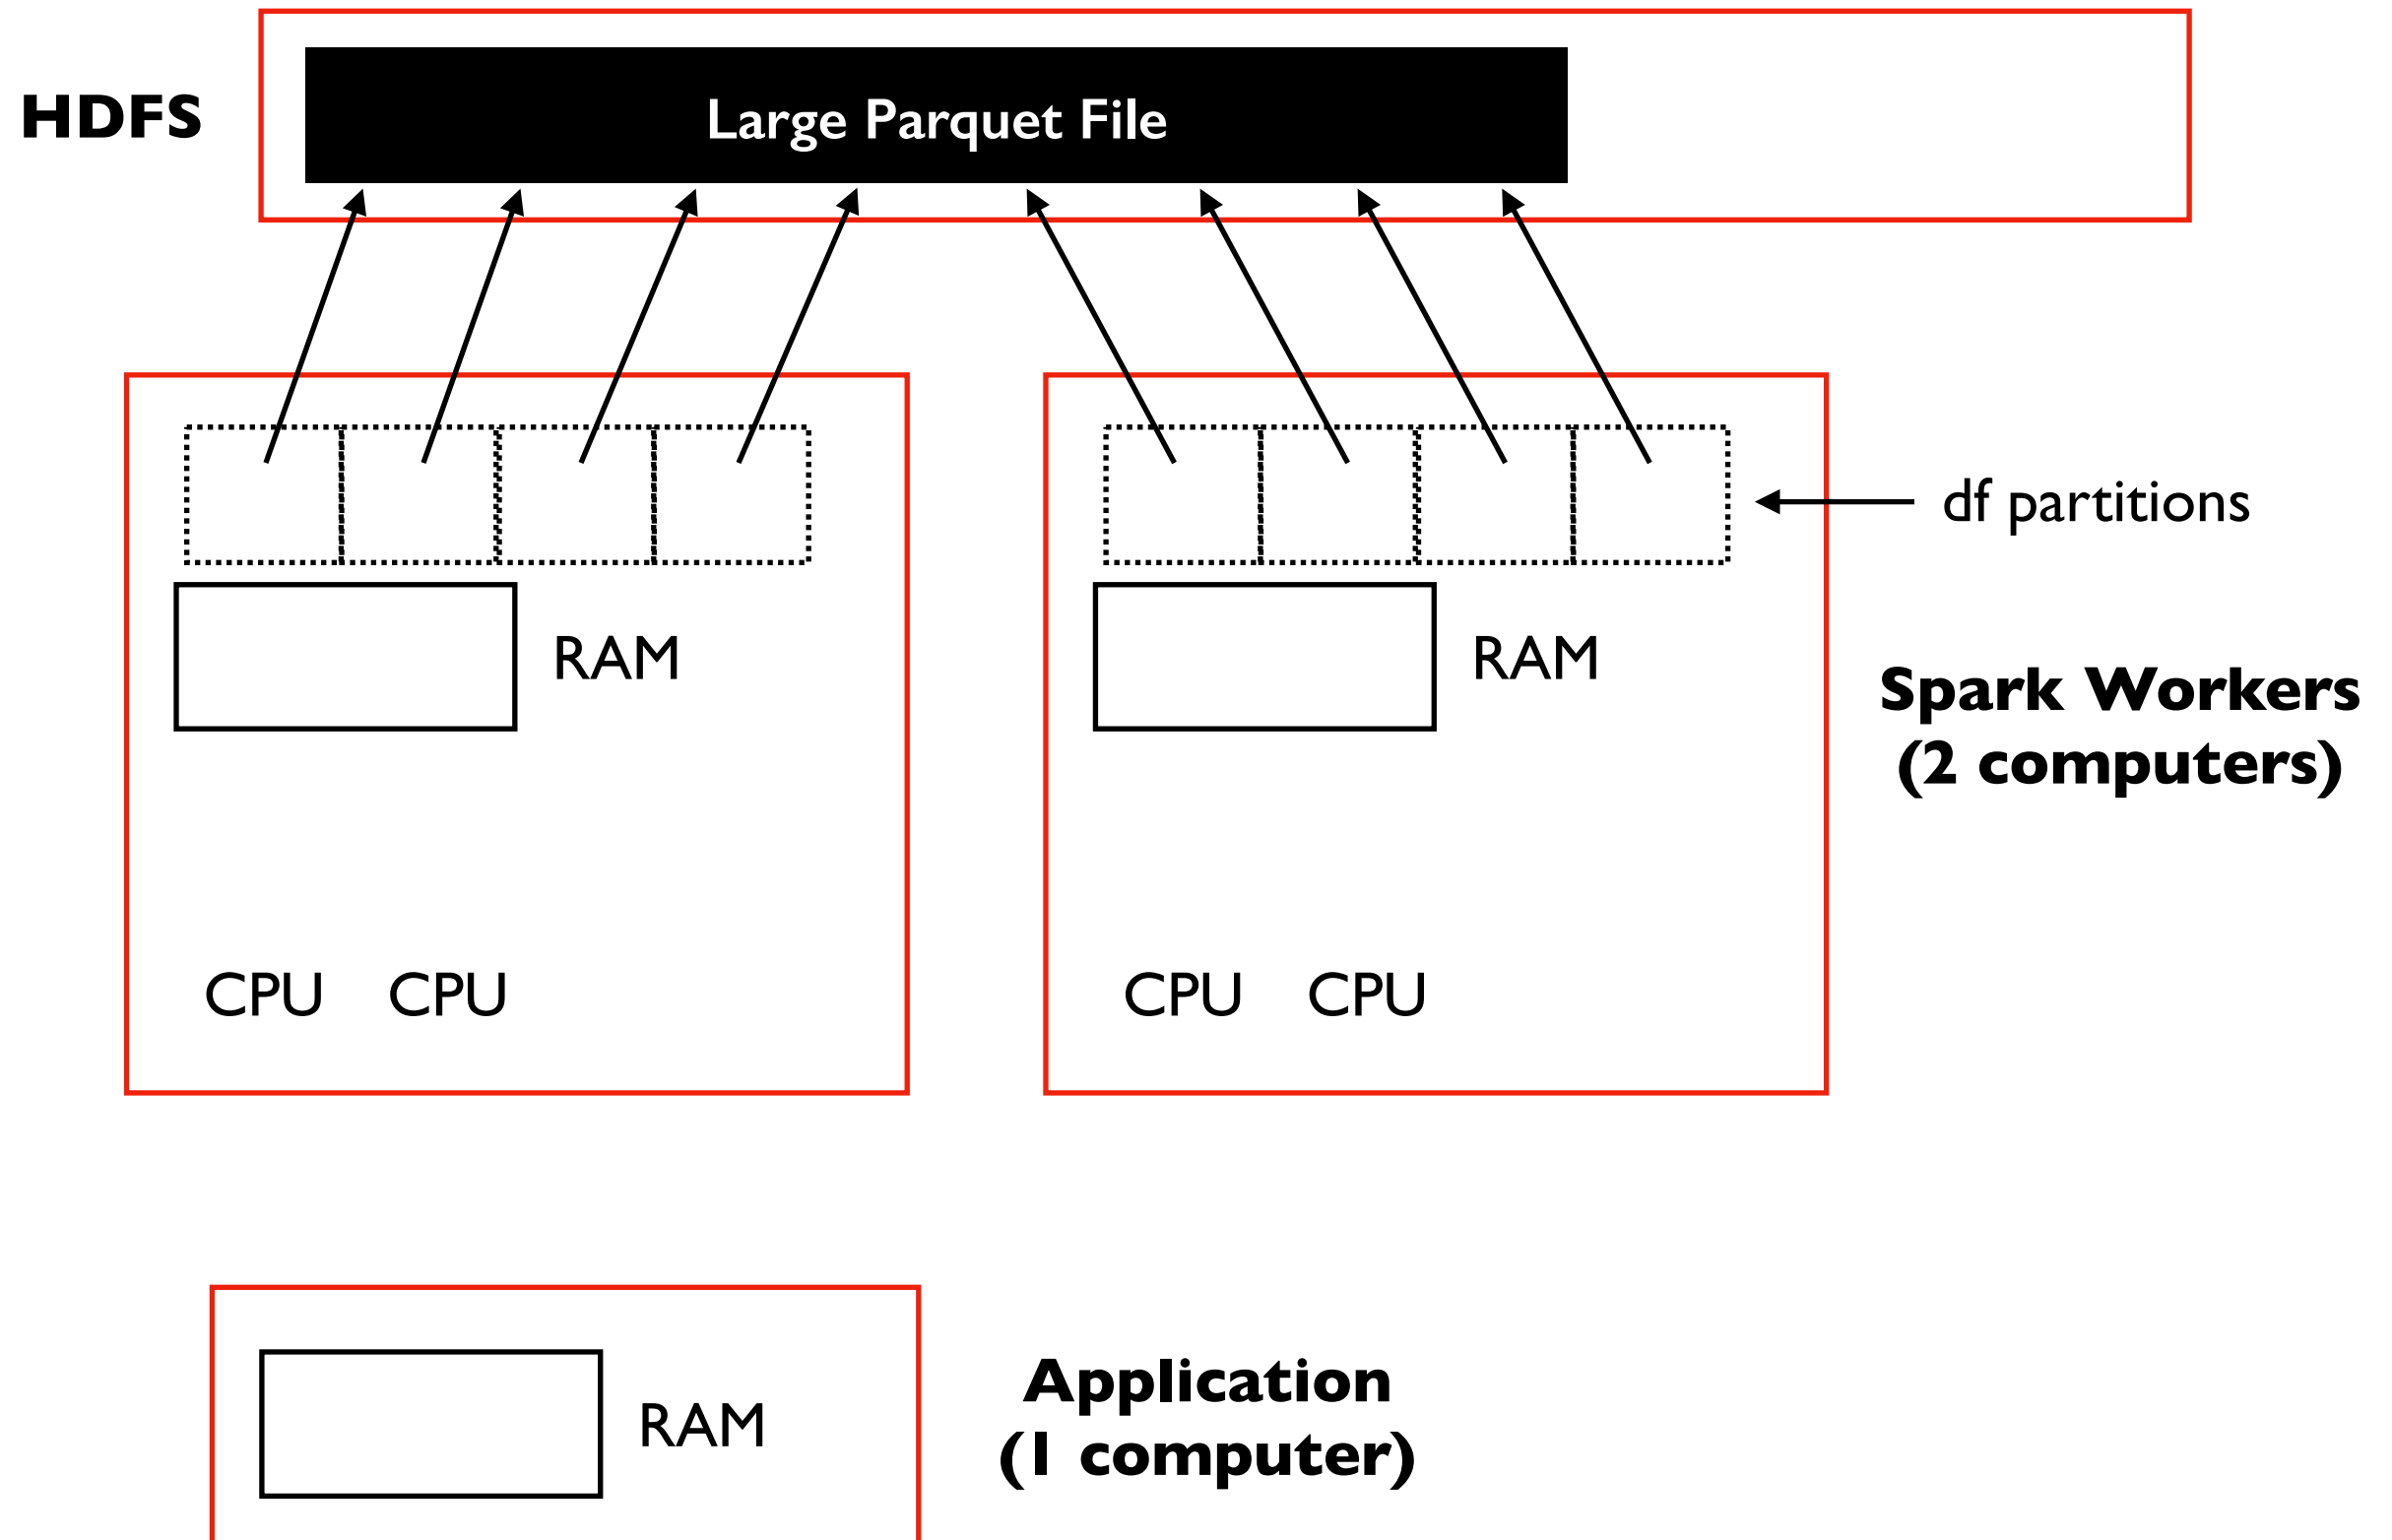 HDFS
Large Parquet File
df partitions
RAM
RAM
Spark Workers
(2 computers)
CPU CPU
CPU CPU
Application
(1 computer)
RAM